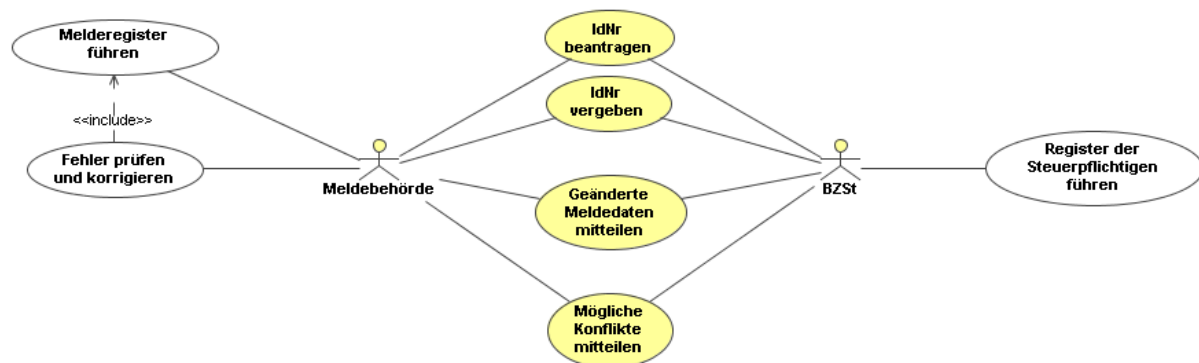 Melderegister
führen
<<include>>
Fehler prüfen
und korrigieren
Meldebehörde
IdNr
beantragen
IdNr
vergeben
Geänderte
Meldedaten
mitteilen
Mögliche
Konflikte
mitteilen
BZSt
Register der
Steuerpflichtigen
führen